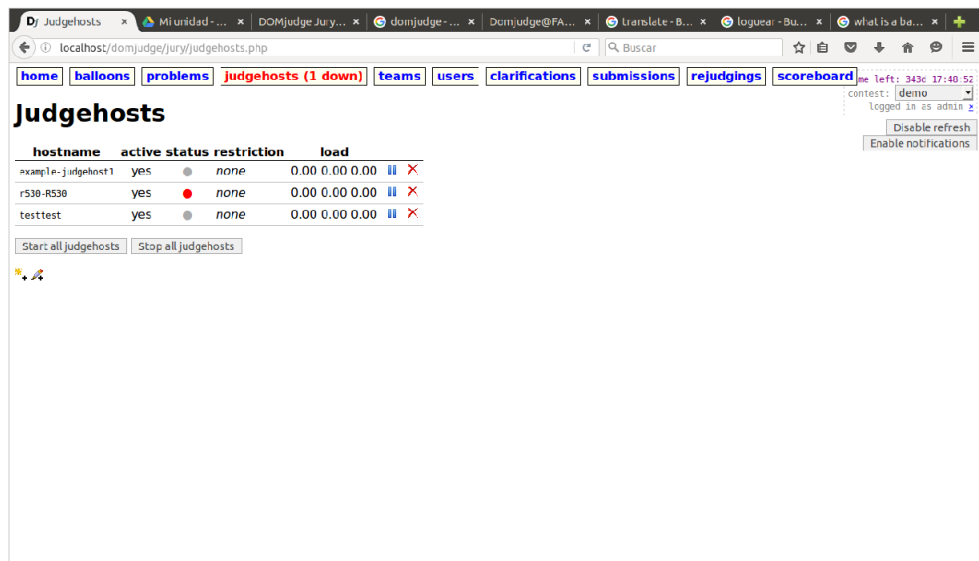 Dj Judgehosts × Mi unidad - ... × DOMjudge Jury... × domjudge - ... × Domjudge@FA... × translate - B... × loguear - Bu... × what is a ba... ×
localhost/domjudge/jury/judgehosts.php Buscar
home balloons problems judgehosts (1 down) teams users clarifications submissions rejudgings scoreboard
me left: 343d 17:40:52
contest: demo
logged in as admin ×
Disable refresh
Enable notifications
Judgehosts
hostname active status restriction load
example-judgehost1 yes none 0.00 0.00 0.00
r530-R530 yes none 0.00 0.00 0.00
testtest yes none 0.00 0.00 0.00
Start all judgehosts Stop all judgehosts